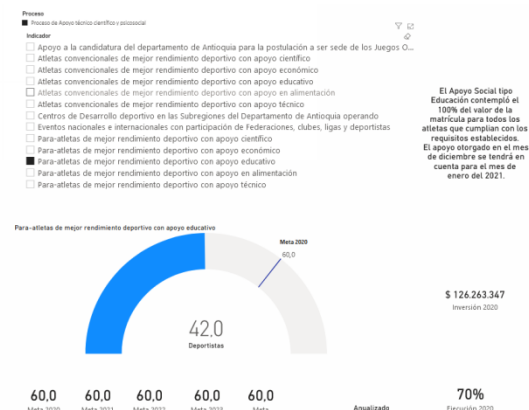 Proceso
Proceso de Apoyo técnico científico y psicosocial
Indicador
Apoyo a la candidatura del departamento de Antioquia para la postulación a ser sede de los Juegos O...
Atletas convencionales de mejor rendimiento deportivo con apoyo científico
Atletas convencionales de mejor rendimiento deportivo con apoyo económico
Atletas convencionales de mejor rendimiento deportivo con apoyo educativo
Atletas convencionales de mejor rendimiento deportivo con apoyo en alimentación
Atletas convencionales de mejor rendimiento deportivo con apoyo técnico
Centros de Desarrollo deportivo en las Subregiones del Departamento de Antioquia operando
Eventos nacionales e internacionales con participación de Federaciones, clubes, ligas y deportistas
Para-atletas de mejor rendimiento deportivo con apoyo científico
Para-atletas de mejor rendimiento deportivo con apoyo económico
Para-atletas de mejor rendimiento deportivo con apoyo educativo
Para-atletas de mejor rendimiento deportivo con apoyo en alimentación
Para-atletas de mejor rendimiento deportivo con apoyo técnico
El Apoyo Social tipo
Educación contempló el
100% del valor de la
matrícula para todos los
atletas que cumplían con los
requisitos establecidos.
El apoyo otorgado en el mes
de diciembre se tendrá en
cuenta para el mes de
enero del 2021.
Para-atletas de mejor rendimiento deportivo con apoyo educativo
Meta 2020
60,0
42,0
Deportistas
$ 126.263.347
Inversión 2020
60,0 60,0 60,0 60,0 60,0 70%
Meta 2020 Meta 2021 Meta 2022 Meta 2023 Meta Anualizado Ejecución 2020